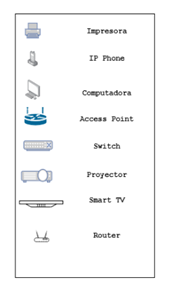 Impresora
IP Phone
Computadora
Access Point
Switch
Proyector
Smart TV
Router